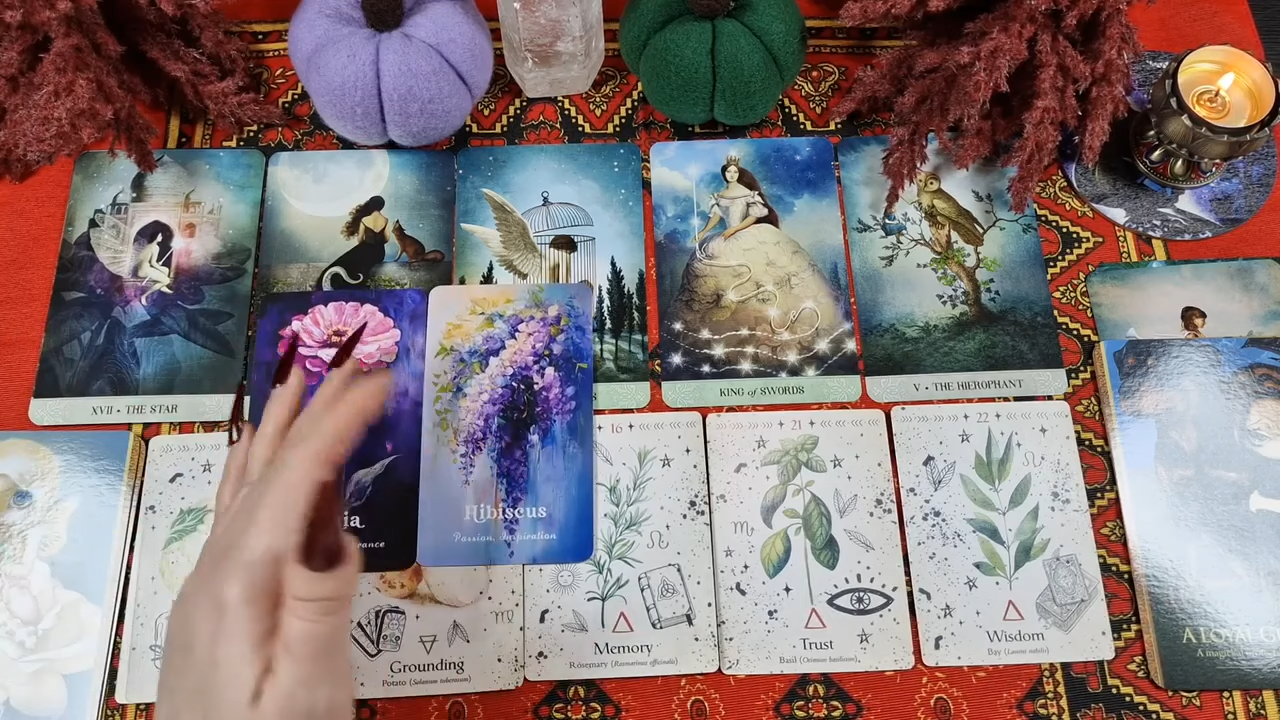 XVII • THE STAR
KING of SWORDS
V • THE HIEROPHANT
Hibiscus
Passion, Inspiration
16
21
22
Grounding
Potato (Solanum tuberosum)
Memory
Rosemary (Rosmarinus officinalis)
Trust
Basil (Ocimum basilicum)
Wisdom
Bay (Laurus nobilis)
A LOYAL
A magical